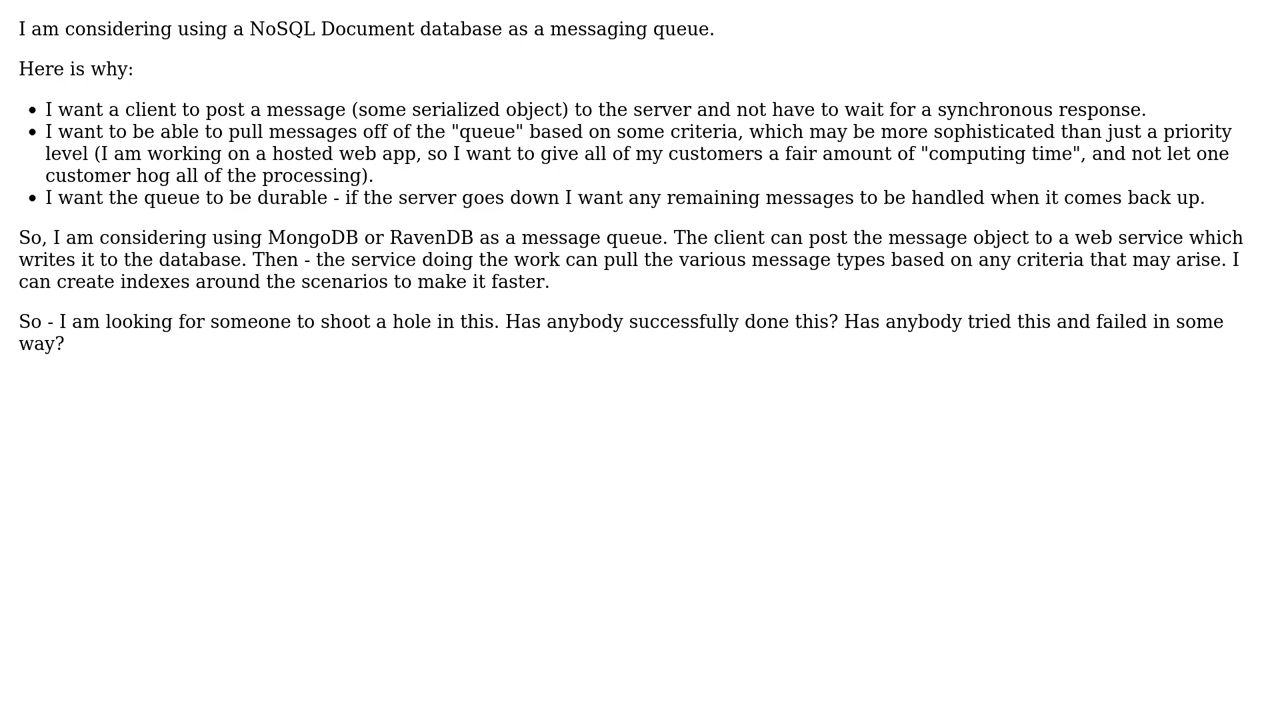 I am considering using a NoSQL Document database as a messaging queue.
Here is why:
• I want a client to post a message (some serialized object) to the server and not have to wait for a synchronous response.
• I want to be able to pull messages off of the "queue" based on some criteria, which may be more sophisticated than just a priority
level (I am working on a hosted web app, so I want to give all of my customers a fair amount of "computing time", and not let one
customer hog all of the processing).
• I want the queue to be durable - if the server goes down I want any remaining messages to be handled when it comes back up.
So, I am considering using MongoDB or RavenDB as a message queue. The client can post the message object to a web service which
writes it to the database. Then - the service doing the work can pull the various message types based on any criteria that may arise. I
can create indexes around the scenarios to make it faster.
So - I am looking for someone to shoot a hole in this. Has anybody successfully done this? Has anybody tried this and failed in some
way?